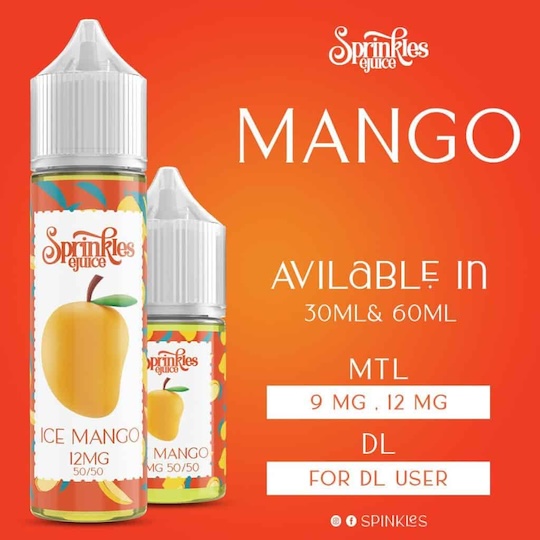 Sprinkles
ejuice
MANGO
AVILABLE IN
30ML& 60ML
MTL
9 MG , 12 MG
DL
FOR DL USER
SPINKLES
Sprinkles
ejuice
ICE MANGO
12MG
50/50
Sprinkles
ejuice
MANGO
MG 50/50